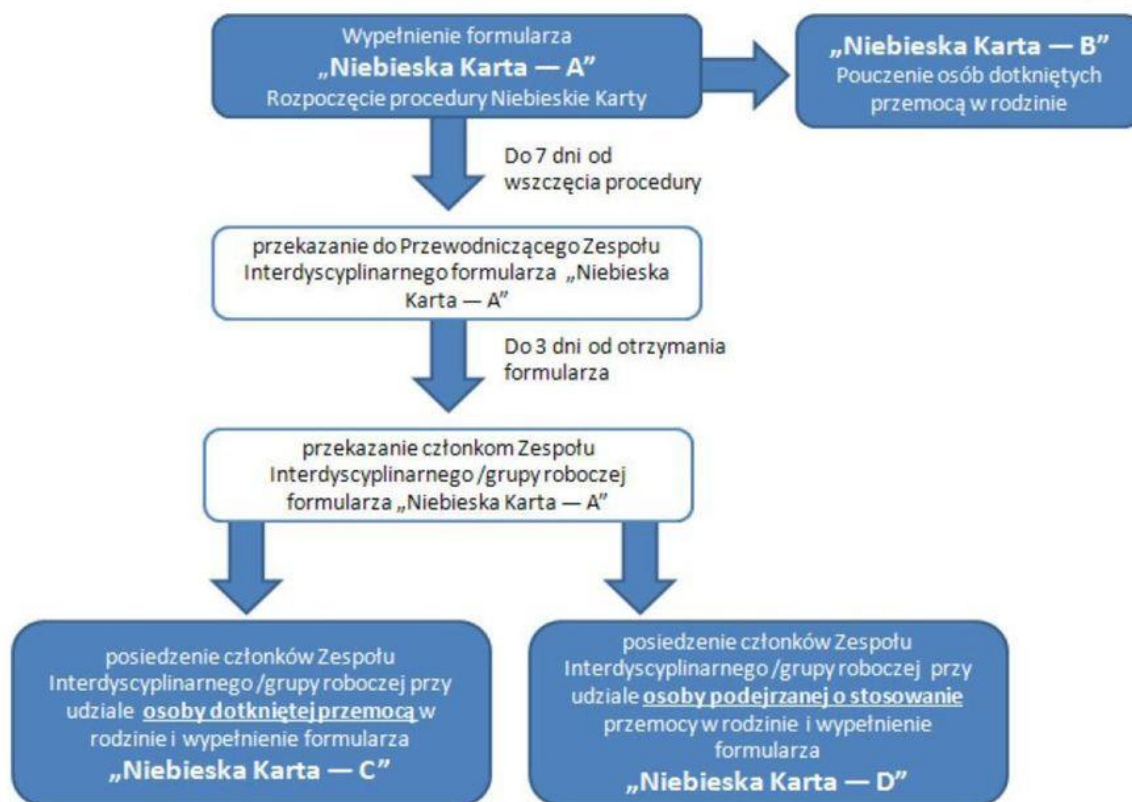 Wypełnienie formularza
„Niebieska Karta — A”
Rozpoczęcie procedury Niebieskie Karty
„Niebieska Karta — B”
Pouczenie osób dotkniętych
przemocą w rodzinie
Do 7 dni od
wszczęcia procedury
przekazanie do Przewodniczącego Zespołu
Interdyscyplinarnego formularza „Niebieska
Karta — A”
Do 3 dni od otrzymania
formularza
przekazanie członkom Zespołu
Interdyscyplinarnego /grupy roboczej
formularza „Niebieska Karta — A”
posiedzenie członków Zespołu
Interdyscyplinarnego /grupy roboczej przy
udziale osoby dotkniętej przemocą w
rodzinie i wypełnienie formularza
„Niebieska Karta — C”
posiedzenie członków Zespołu
Interdyscyplinarnego /grupy roboczej przy
udziale osoby podejrzanej o stosowanie
przemocy w rodzinie i wypełnienie
formularza
„Niebieska Karta — D”